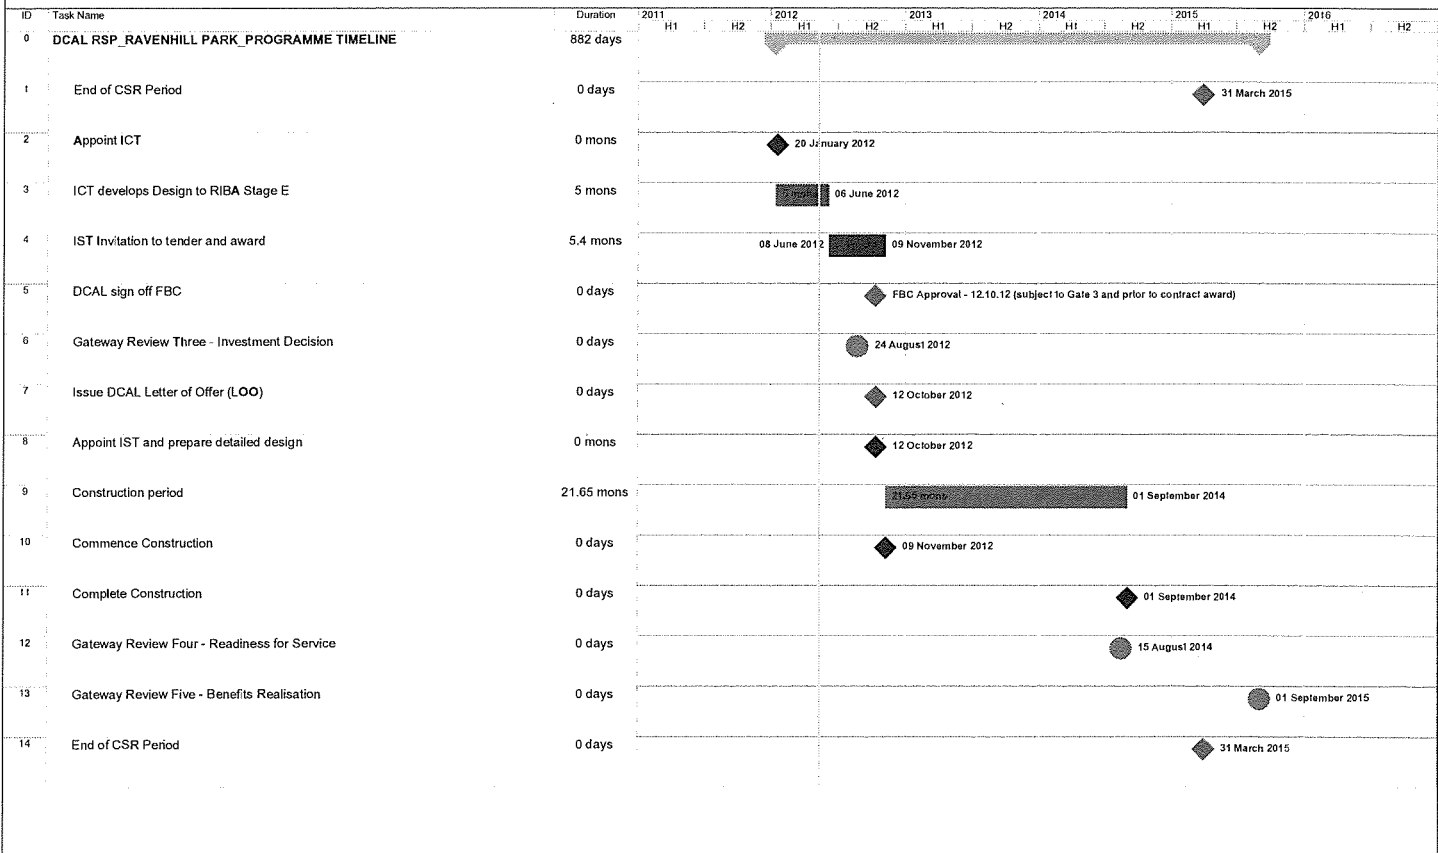 ID Task Name Duration 2011 2012 2013 2014 2015 2016
H1 H2 H1 H2 H1 H2 H1 H2 H1 H2 H1 H2
0 DCAL RSP_RAVENHILL PARK_PROGRAMME TIMELINE 882 days
1 End of CSR Period 0 days 31 March 2015
2 Appoint ICT 0 mons 20 January 2012
3 ICT develops Design to RIBA Stage E 5 mons 06 June 2012
4 IST Invitation to tender and award 5.4 mons 08 June 2012 09 November 2012
5 DCAL sign off FBC 0 days FBC Approval - 12.10.12 (subject to Gate 3 and prior to contract award)
6 Gateway Review Three - Investment Decision 0 days 24 August 2012
7 Issue DCAL Letter of Offer (LOO) 0 days 12 October 2012
8 Appoint IST and prepare detailed design 0 mons 12 October 2012
9 Construction period 21.65 mons 21.65 mons 01 September 2014
10 Commence Construction 0 days 09 November 2012
11 Complete Construction 0 days 01 September 2014
12 Gateway Review Four - Readiness for Service 0 days 15 August 2014
13 Gateway Review Five - Benefits Realisation 0 days 01 September 2015
14 End of CSR Period 0 days 31 March 2015